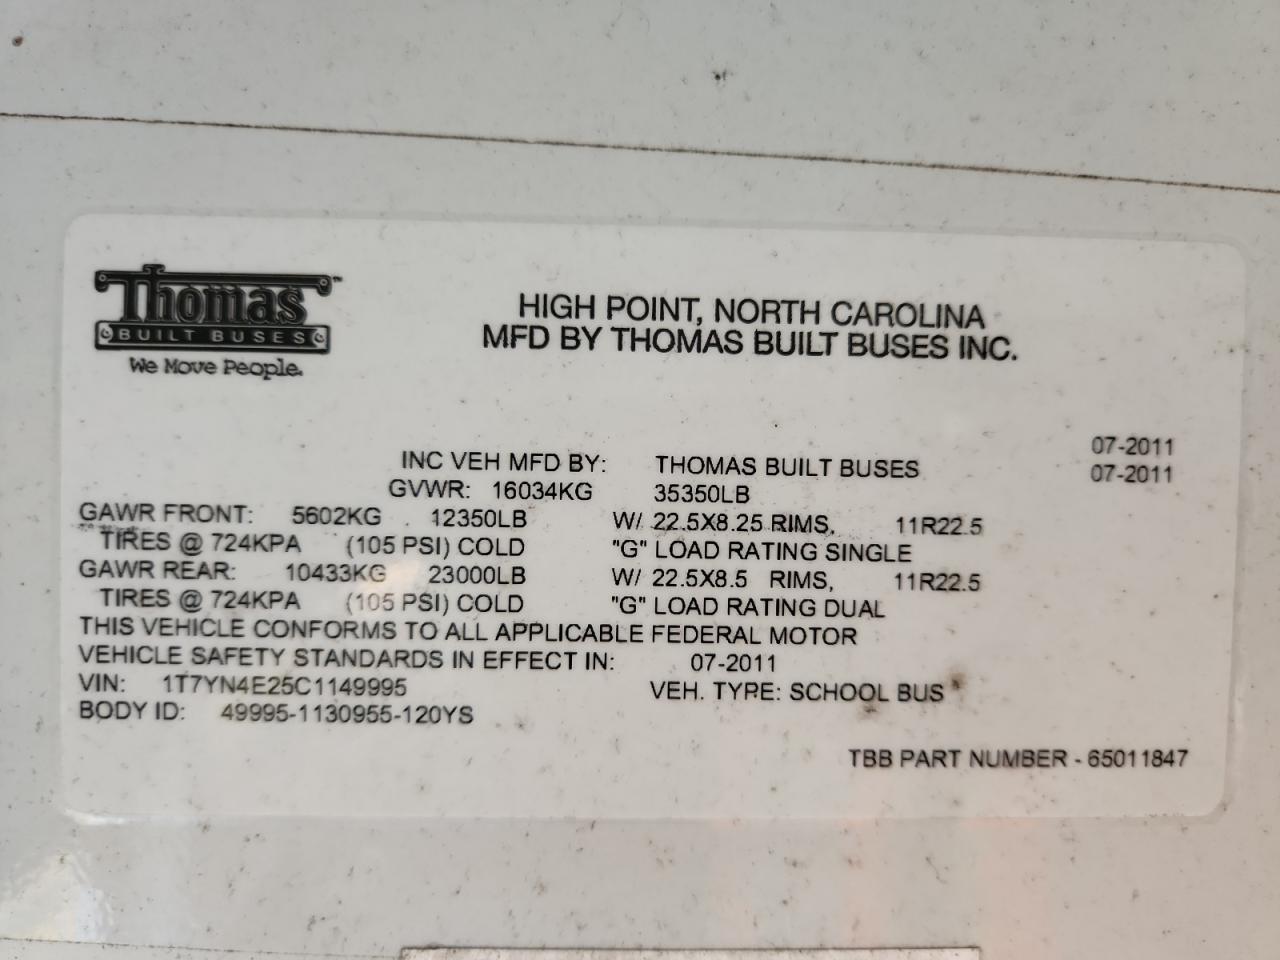 Thomas™
BUILT BUSES
We Move People.
HIGH POINT, NORTH CAROLINA
MFD BY THOMAS BUILT BUSES INC.
07-2011
INC VEH MFD BY: THOMAS BUILT BUSES 07-2011
GVWR: 16034KG 35350LB
GAWR FRONT: 5602KG 12350LB W/ 22.5X8.25 RIMS, 11R22.5
TIRES @ 724KPA (105 PSI) COLD "G" LOAD RATING SINGLE
GAWR REAR: 10433KG 23000LB W/ 22.5X8.5 RIMS, 11R22.5
TIRES @ 724KPA (105 PSI) COLD "G" LOAD RATING DUAL
THIS VEHICLE CONFORMS TO ALL APPLICABLE FEDERAL MOTOR
VEHICLE SAFETY STANDARDS IN EFFECT IN: 07-2011
VIN: 1T7YN4E25C1149995 VEH. TYPE: SCHOOL BUS
BODY ID: 49995-1130955-120YS
TBB PART NUMBER - 65011847